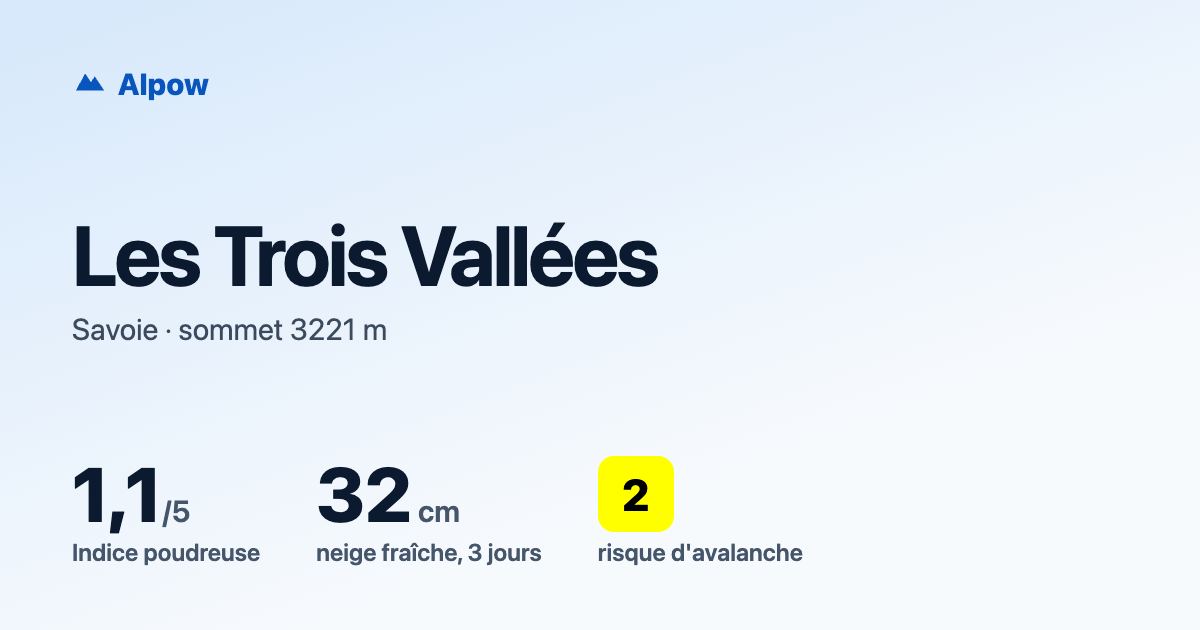 Alpow
Les Trois Vallées
Savoie · sommet 3221 m
1,1/5
Indice poudreuse
32 cm
neige fraîche, 3 jours
2
risque d'avalanche